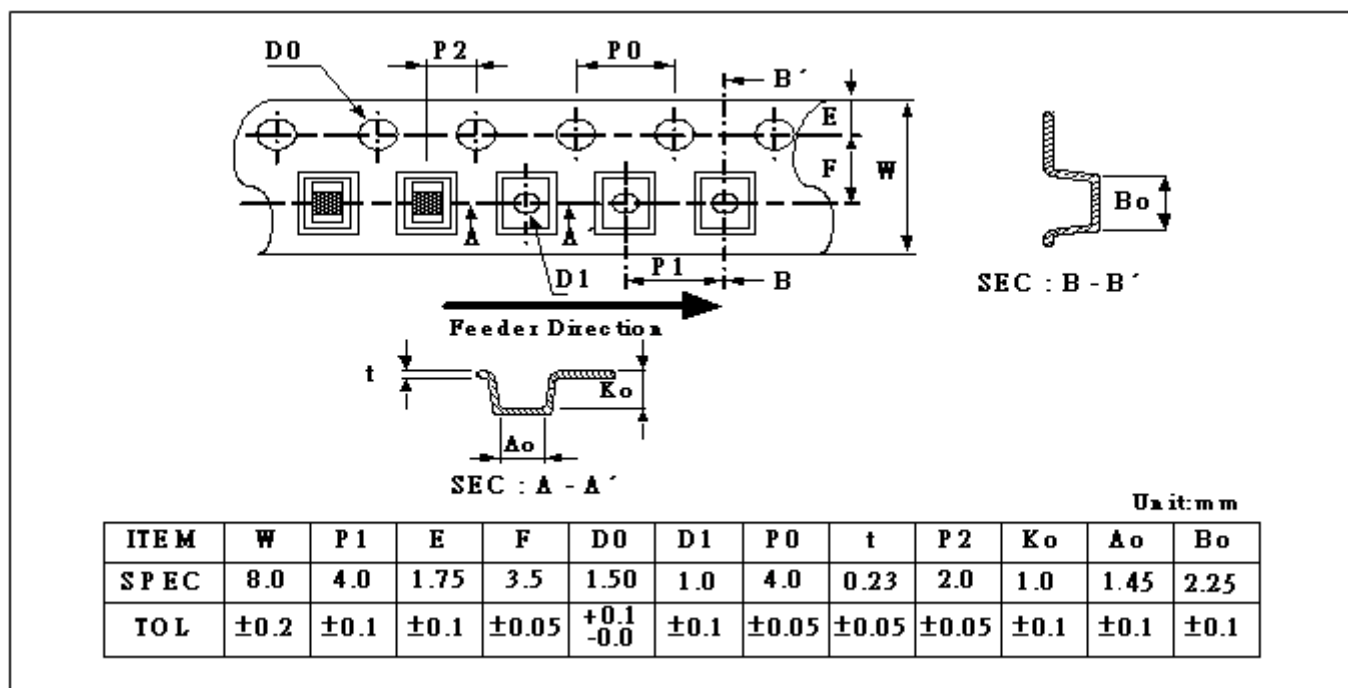 D0
P2
P0
B´
E
F
W
A
A´
D1
P1
B
Feeder Direction
Bo
SEC : B - B´
t
Ko
Ao
SEC : A - A´
Unit:mm
ITEM W P1 E F D0 D1 P0 t P2 Ko Ao Bo
SPEC 8.0 4.0 1.75 3.5 1.50 1.0 4.0 0.23 2.0 1.0 1.45 2.25
TOL ±0.2 ±0.1 ±0.1 ±0.05 +0.1 -0.0 ±0.1 ±0.05 ±0.05 ±0.05 ±0.1 ±0.1 ±0.1